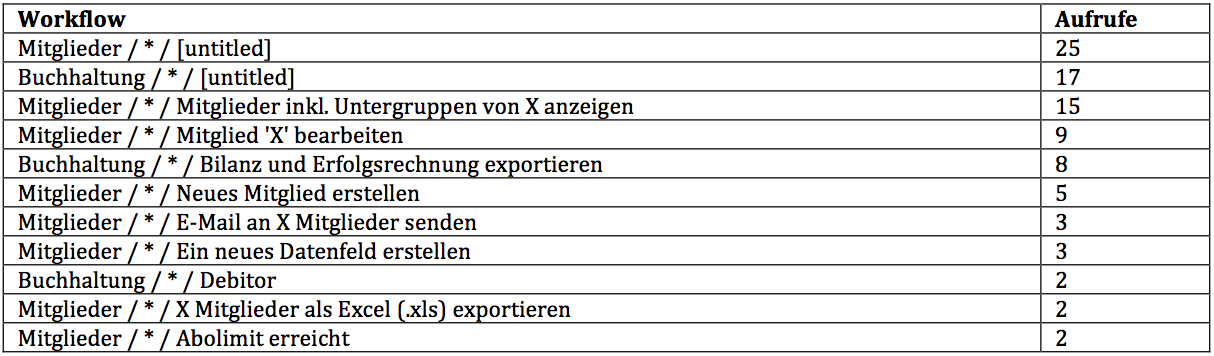 Workflow Aufrufe
Mitglieder / * / [untitled] 25
Buchhaltung / * / [untitled] 17
Mitglieder / * / Mitglieder inkl. Untergruppen von X anzeigen 15
Mitglieder / * / Mitglied 'X' bearbeiten 9
Buchhaltung / * / Bilanz und Erfolgsrechnung exportieren 8
Mitglieder / * / Neues Mitglied erstellen 5
Mitglieder / * / E-Mail an X Mitglieder senden 3
Mitglieder / * / Ein neues Datenfeld erstellen 3
Buchhaltung / * / Debitor 2
Mitglieder / * / X Mitglieder als Excel (.xls) exportieren 2
Mitglieder / * / Abolimit erreicht 2